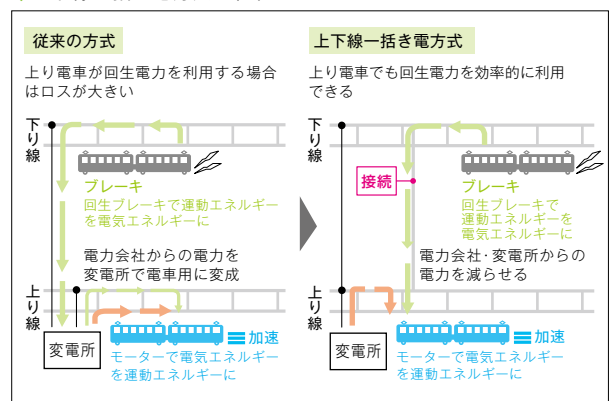 従来の方式
上り電車が回生電力を利用する場合
はロスが大きい
下り線
ブレーキ
回生ブレーキで運動エネルギー
を電気エネルギーに
電力会社からの電力を
変電所で電車用に変成
上り線
変電所
加速
モーターで電気エネルギー
を運動エネルギーに
上下線一括き電方式
上り電車でも回生電力を効率的に利用
できる
下り線
接続
ブレーキ
回生ブレーキで
運動エネルギーを
電気エネルギーに
電力会社・変電所からの
電力を減らせる
上り線
変電所
加速
モーターで電気エネルギー
を運動エネルギーに